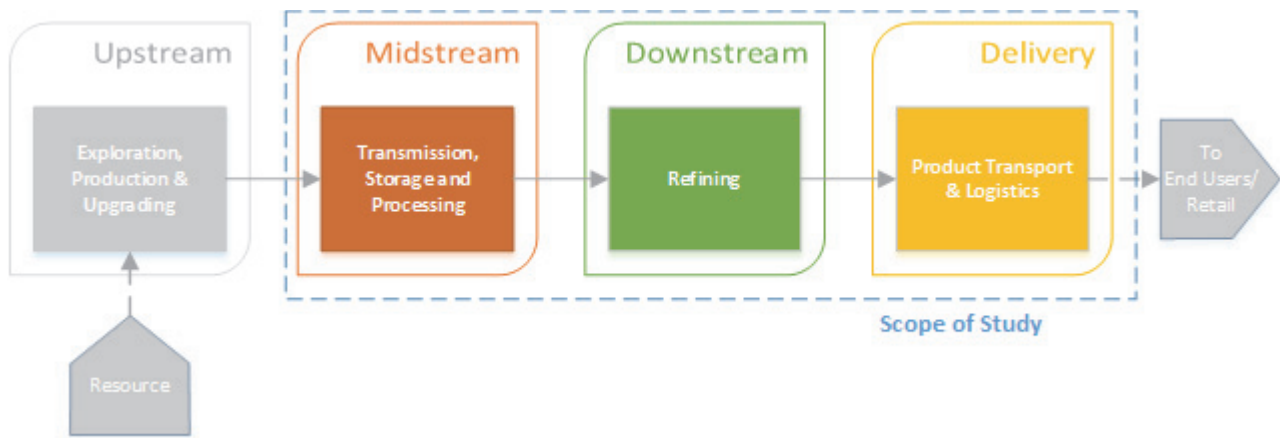 Upstream
Exploration,
Production &
Upgrading
Resource
Midstream
Transmission,
Storage and
Processing
Downstream
Refining
Delivery
Product Transport
& Logistics
To
End Users/
Retail
Scope of Study